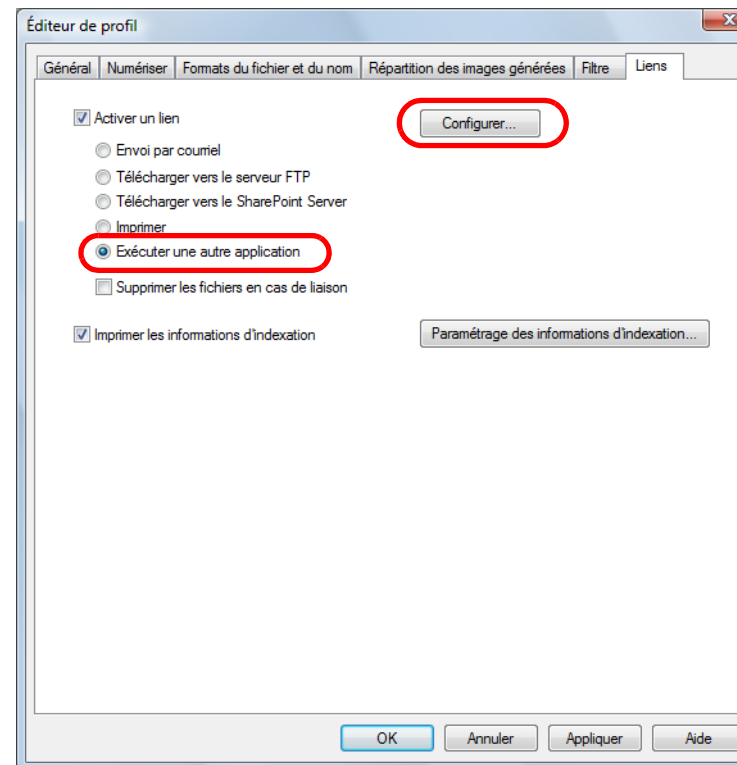 Éditeur de profil
Général Numériser Formats du fichier et du nom Répartition des images générées Filtre Liens
Activer un lien Configurer...
Envoi par courriel
Télécharger vers le serveur FTP
Télécharger vers le SharePoint Server
Imprimer
Exécuter une autre application
Supprimer les fichiers en cas de liaison
Imprimer les informations d'indexation Paramétrage des informations d'indexation...
OK Annuler Appliquer Aide